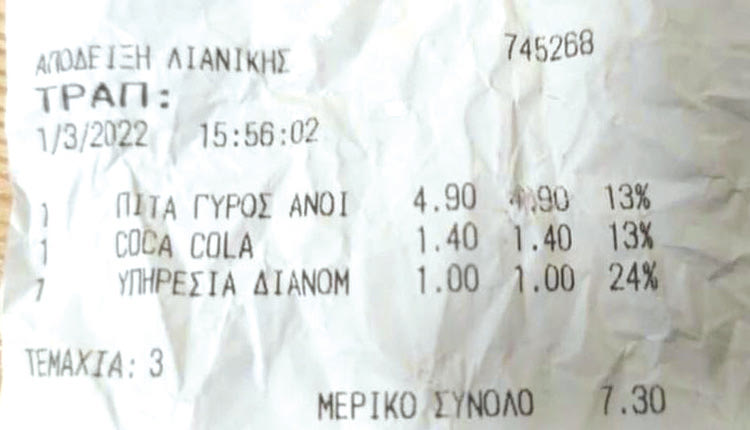 ΑΠΟΔΕΙΞΗ ΛΙΑΝΙΚΗΣ 745268
ΤΡΑΠ:
1/3/2022 15:56:02
1 ΠΙΤΑ ΓΥΡΟΣ ΑΝΟΙ 4.90 4.90 13%
1 COCA COLA 1.40 1.40 13%
1 ΥΠΗΡΕΣΙΑ ΔΙΑΝΟΜ 1.00 1.00 24%
ΤΕΜΑΧΙΑ: 3
ΜΕΡΙΚΟ ΣΥΝΟΛΟ 7.30